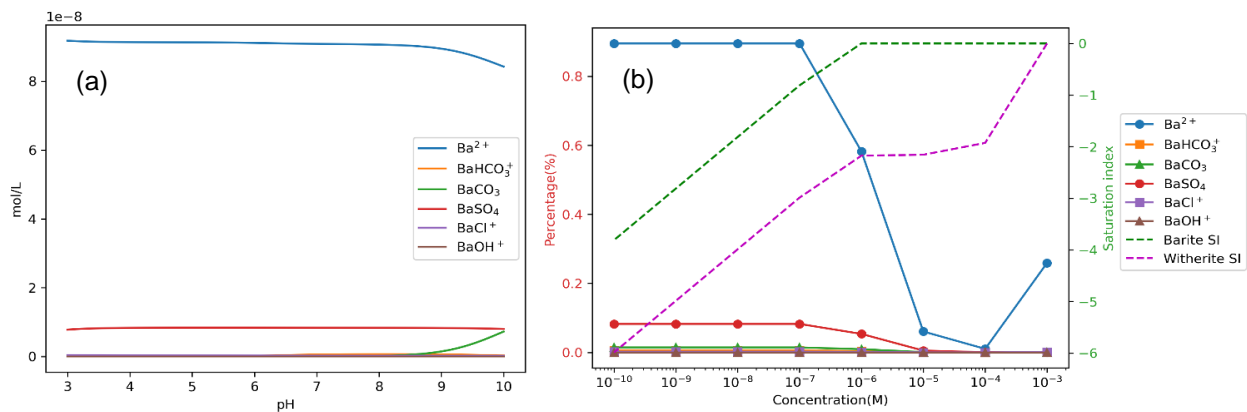 1e−8
(a)
8
6
4
2
0
mol/L
3 4 5 6 7 8 9 10
pH
Ba²⁺
BaHCO₃⁺
BaCO₃
BaSO₄
BaCl⁺
BaOH⁺
(b)
0.8
0.6
0.4
0.2
0.0
Percentage(%)
10⁻¹⁰ 10⁻⁹ 10⁻⁸ 10⁻⁷ 10⁻⁶ 10⁻⁵ 10⁻⁴ 10⁻³
Concentration(M)
0
−1
−2
−3
−4
−5
−6
Saturation index
Ba²⁺
BaHCO₃⁺
BaCO₃
BaSO₄
BaCl⁺
BaOH⁺
Barite SI
Witherite SI